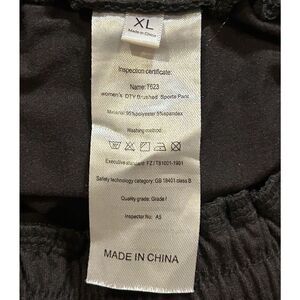 XL
Made in China
Inspection certificate:
Name: T623
women's DTY Brushed Sports Pant
Material: 95%polyester 5%spandex
Washing method:
Executive standard: FZ/T81001-1991
Safety technology category: GB 18401 class B
Quality grade: Grade I
Inspector No.: A5
MADE IN CHINA